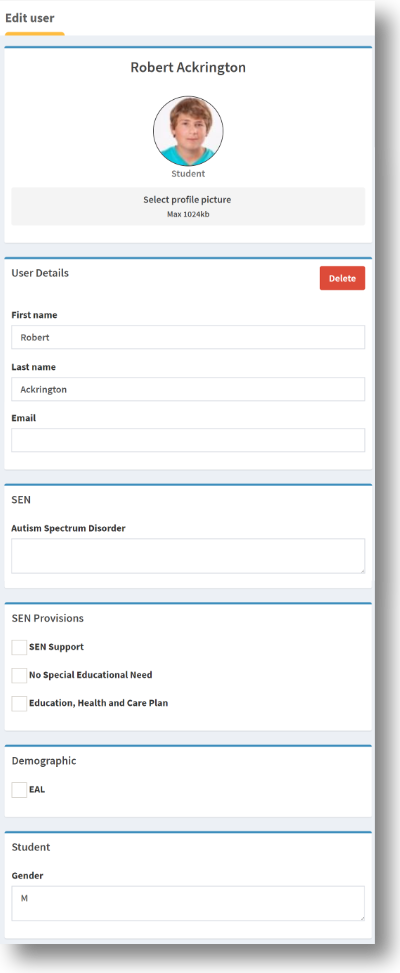 Edit user
Robert Ackrington
Student
Select profile picture
Max 1024kb
User Details
Delete
First name
Robert
Last name
Ackrington
Email
SEN
Autism Spectrum Disorder
SEN Provisions
SEN Support
No Special Educational Need
Education, Health and Care Plan
Demographic
EAL
Student
Gender
M